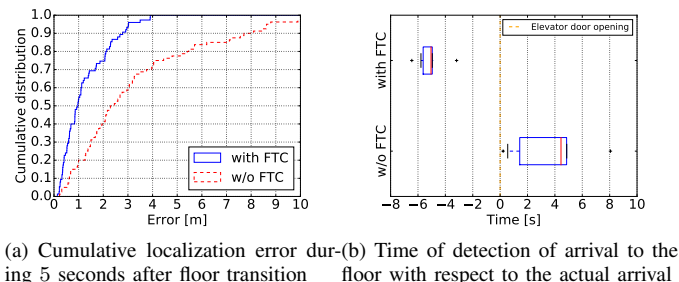 Cumulative distribution
1.0
0.9
0.8
0.7
0.6
0.5
0.4
0.3
0.2
0.1
0.0
0 1 2 3 4 5 6 7 8 9 10
Error [m]
with FTC
w/o FTC
with FTC
w/o FTC
Elevator door opening
−8 −6 −4 −2 0 2 4 6 8 10
Time [s]
(a) Cumulative localization error dur-
ing 5 seconds after floor transition
(b) Time of detection of arrival to the
floor with respect to the actual arrival